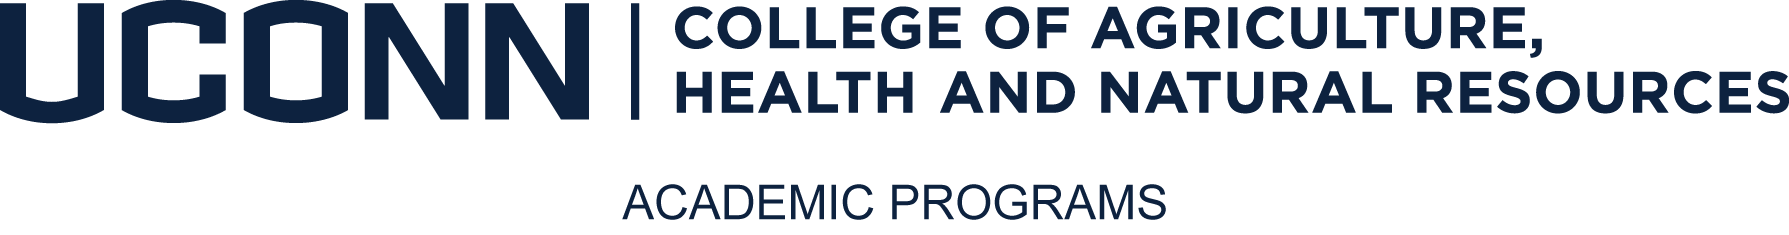 UCONN
COLLEGE OF AGRICULTURE,
HEALTH AND NATURAL RESOURCES
ACADEMIC PROGRAMS